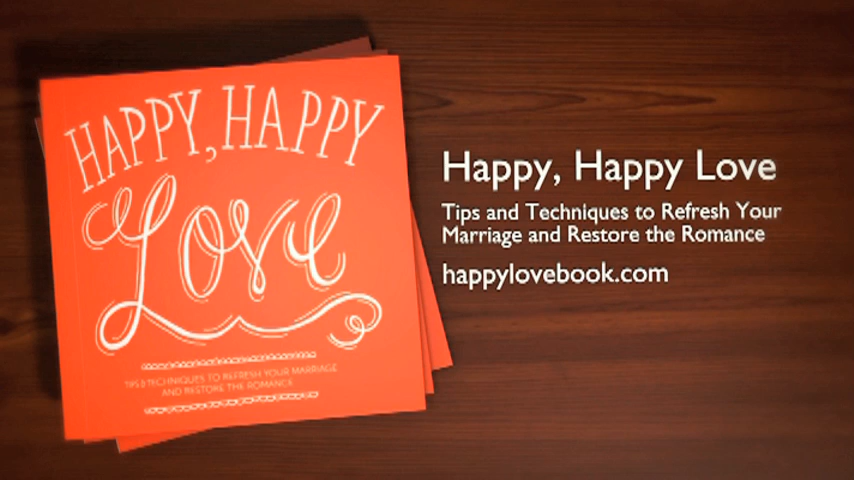 HAPPY, HAPPY
Love
TIPS & TECHNIQUES TO REFRESH YOUR MARRIAGE
AND RESTORE THE ROMANCE
Happy, Happy Love
Tips and Techniques to Refresh Your
Marriage and Restore the Romance
happylovebook.com